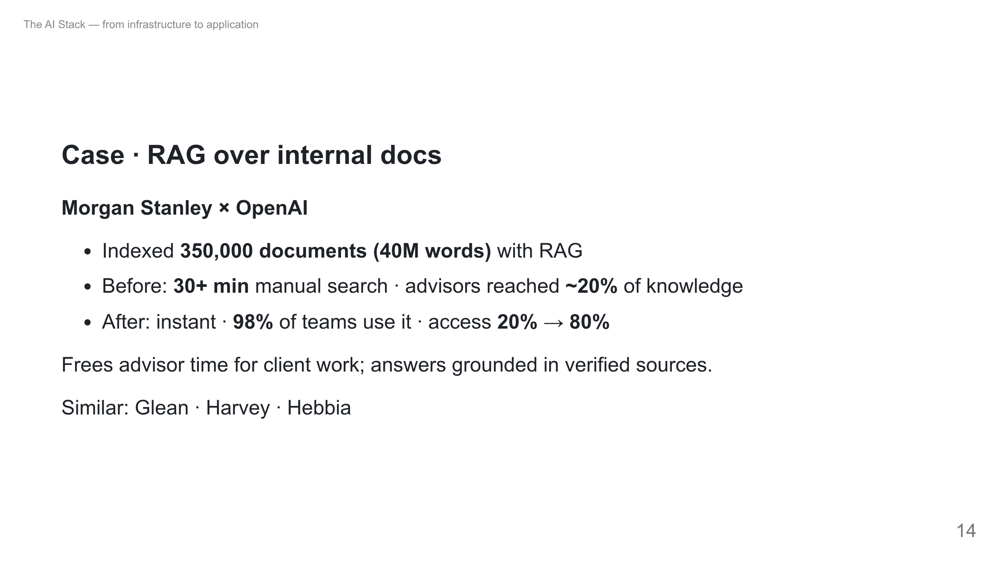 The AI Stack — from infrastructure to application
Case · RAG over internal docs
Morgan Stanley × OpenAI
• Indexed 350,000 documents (40M words) with RAG
• Before: 30+ min manual search · advisors reached ~20% of knowledge
• After: instant · 98% of teams use it · access 20% → 80%
Frees advisor time for client work; answers grounded in verified sources.
Similar: Glean · Harvey · Hebbia
14